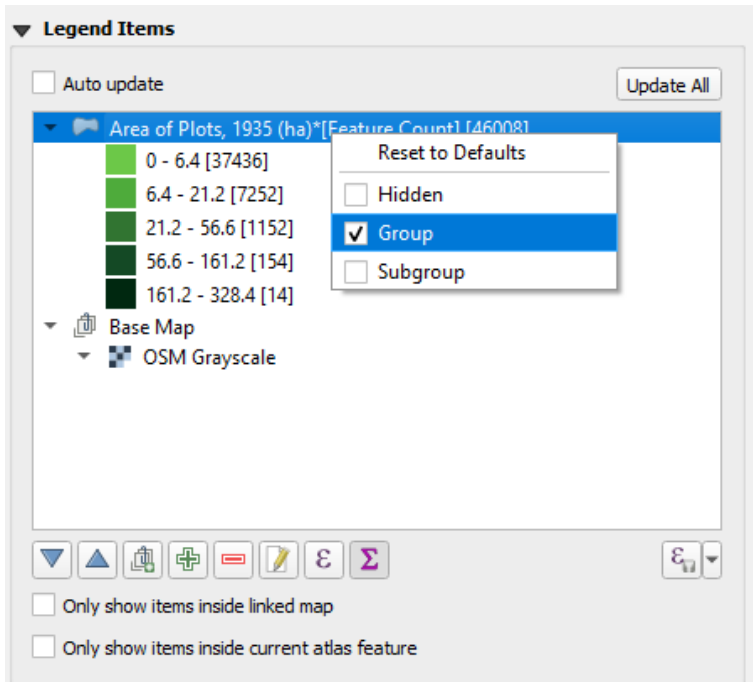 Legend Items
Auto update
Update All
Area of Plots, 1935 (ha)*[Feature Count] [46008]
0 - 6.4 [37436]
6.4 - 21.2 [7252]
21.2 - 56.6 [1152]
56.6 - 161.2 [154]
161.2 - 328.4 [14]
Reset to Defaults
Hidden
Group
Subgroup
Base Map
OSM Grayscale
ε
Σ
ε
Only show items inside linked map
Only show items inside current atlas feature